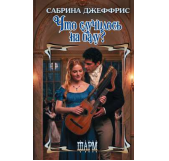 САБРИНА ДЖЕФФРИС
Что случилось
на балу?
ШАРМ